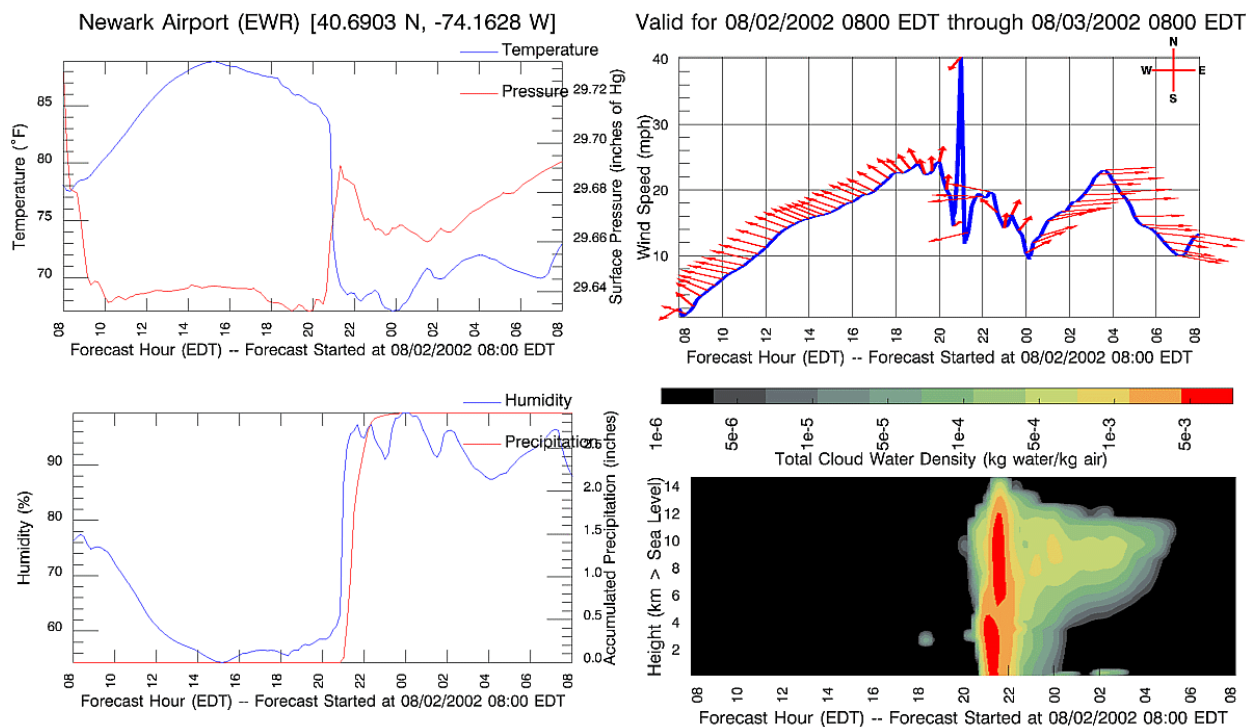 Newark Airport (EWR) [40.6903 N, -74.1628 W]
Valid for 08/02/2002 0800 EDT through 08/03/2002 0800 EDT
Temperature
Pressure
Temperature (°F)
85
80
75
70
Surface Pressure (inches of Hg)
29.72
29.70
29.68
29.66
29.64
08 10 12 14 16 18 20 22 00 02 04 06 08
Forecast Hour (EDT) -- Forecast Started at 08/02/2002 08:00 EDT
N
W E
S
Wind Speed (mph)
40
30
20
10
08 10 12 14 16 18 20 22 00 02 04 06 08
Forecast Hour (EDT) -- Forecast Started at 08/02/2002 08:00 EDT
Humidity
Precipitation
Humidity (%)
90
80
70
60
Accumulated Precipitation (inches)
2.5
2.0
1.5
1.0
0.5
0.0
08 10 12 14 16 18 20 22 00 02 04 06 08
Forecast Hour (EDT) -- Forecast Started at 08/02/2002 08:00 EDT
1e-6 5e-6 1e-5 5e-5 1e-4 5e-4 1e-3 5e-3
Total Cloud Water Density (kg water/kg air)
Height (km > Sea Level)
14
12
10
8
6
4
2
08 10 12 14 16 18 20 22 00 02 04 06 08
Forecast Hour (EDT) -- Forecast Started at 08/02/2002 08:00 EDT